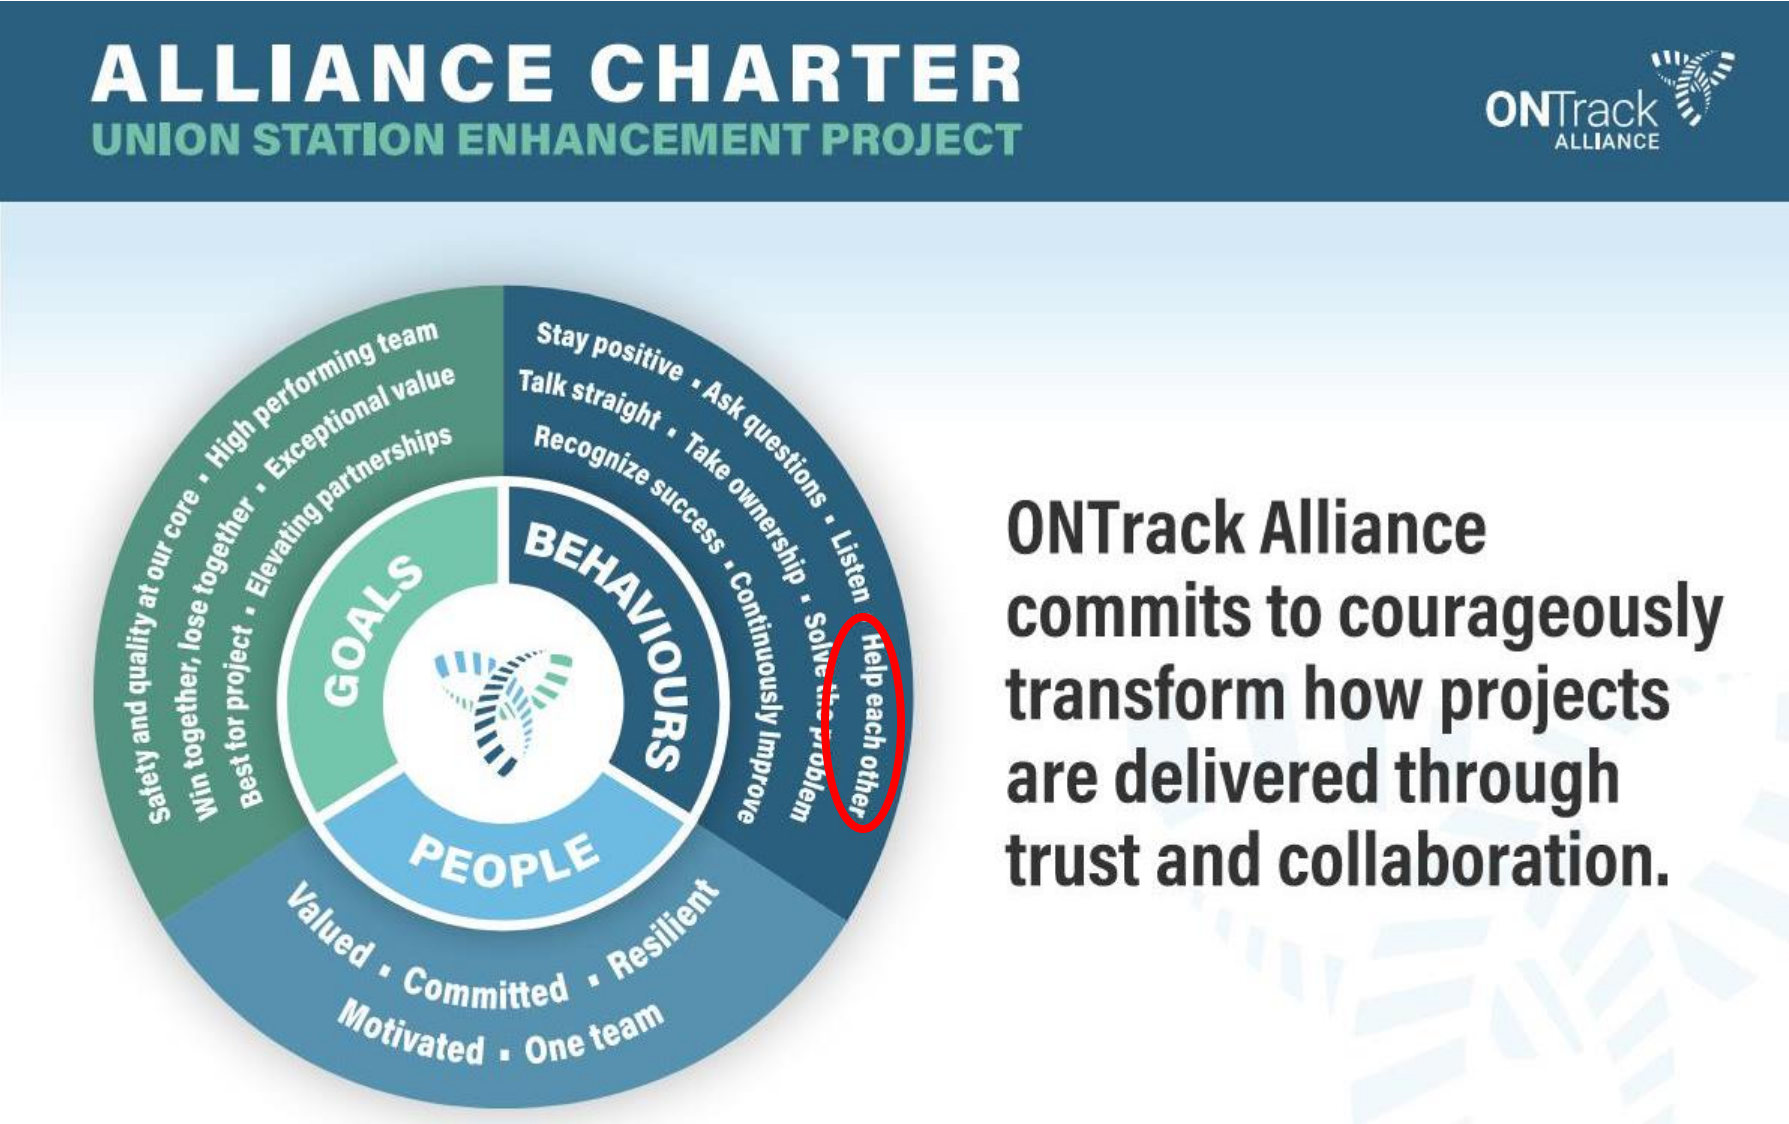 ALLIANCE CHARTER
UNION STATION ENHANCEMENT PROJECT
ONTrack
ALLIANCE
Safety and quality at our core ▪ High performing team
Win together, lose together ▪ Exceptional value
Best for project ▪ Elevating partnerships
GOALS
Stay positive ▪ Ask questions ▪ Listen Help each other
Talk straight ▪ Take ownership ▪ Solve the problem
Recognize success ▪ Continuously Improve
BEHAVIOURS
PEOPLE
Valued ▪ Committed ▪ Resilient
Motivated ▪ One team
ONTrack Alliance
commits to courageously
transform how projects
are delivered through
trust and collaboration.